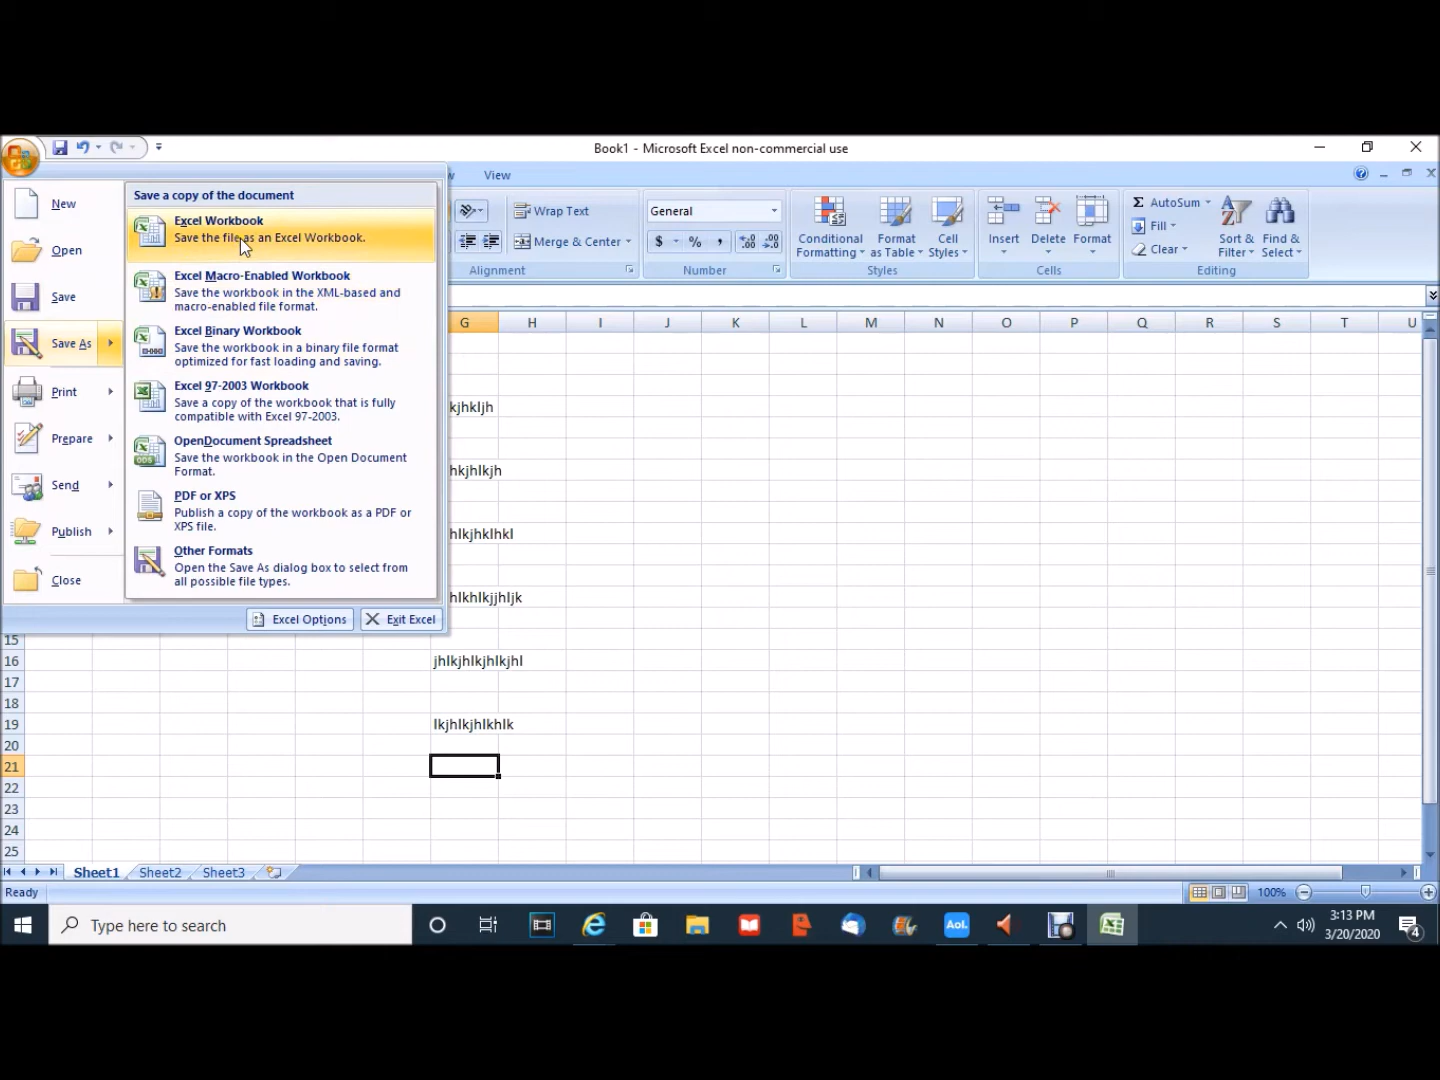 Book1 - Microsoft Excel non-commercial use
View
New
Open
Save
Save As
Print
Prepare
Send
Publish
Close
Save a copy of the document
Excel Workbook
Save the file as an Excel Workbook.
Excel Macro-Enabled Workbook
Save the workbook in the XML-based and
macro-enabled file format.
Excel Binary Workbook
Save the workbook in a binary file format
optimized for fast loading and saving.
Excel 97-2003 Workbook
Save a copy of the workbook that is fully
compatible with Excel 97-2003.
OpenDocument Spreadsheet
Save the workbook in the Open Document
Format.
PDF or XPS
Publish a copy of the workbook as a PDF or
XPS file.
Other Formats
Open the Save As dialog box to select from
all possible file types.
Excel Options
Exit Excel
Wrap Text
Merge & Center
Alignment
General
$ % , .00 .0
Number
Conditional
Formatting
Format
as Table
Cell
Styles
Styles
Insert
Delete
Format
Cells
AutoSum
Fill
Clear
Sort &
Filter
Find &
Select
Editing
G H I J K L M N O P Q R S T U
kjhkljh
hkjhlkjh
hlkjhklhkl
hlkhlkjjhljk
15
16 jhlkjhlkjhlkjhl
17
18
19 lkjhlkjhlkhlk
20
21
22
23
24
25
Sheet1 Sheet2 Sheet3
Ready
100%
Type here to search
Aol.
3:13 PM
3/20/2020
4